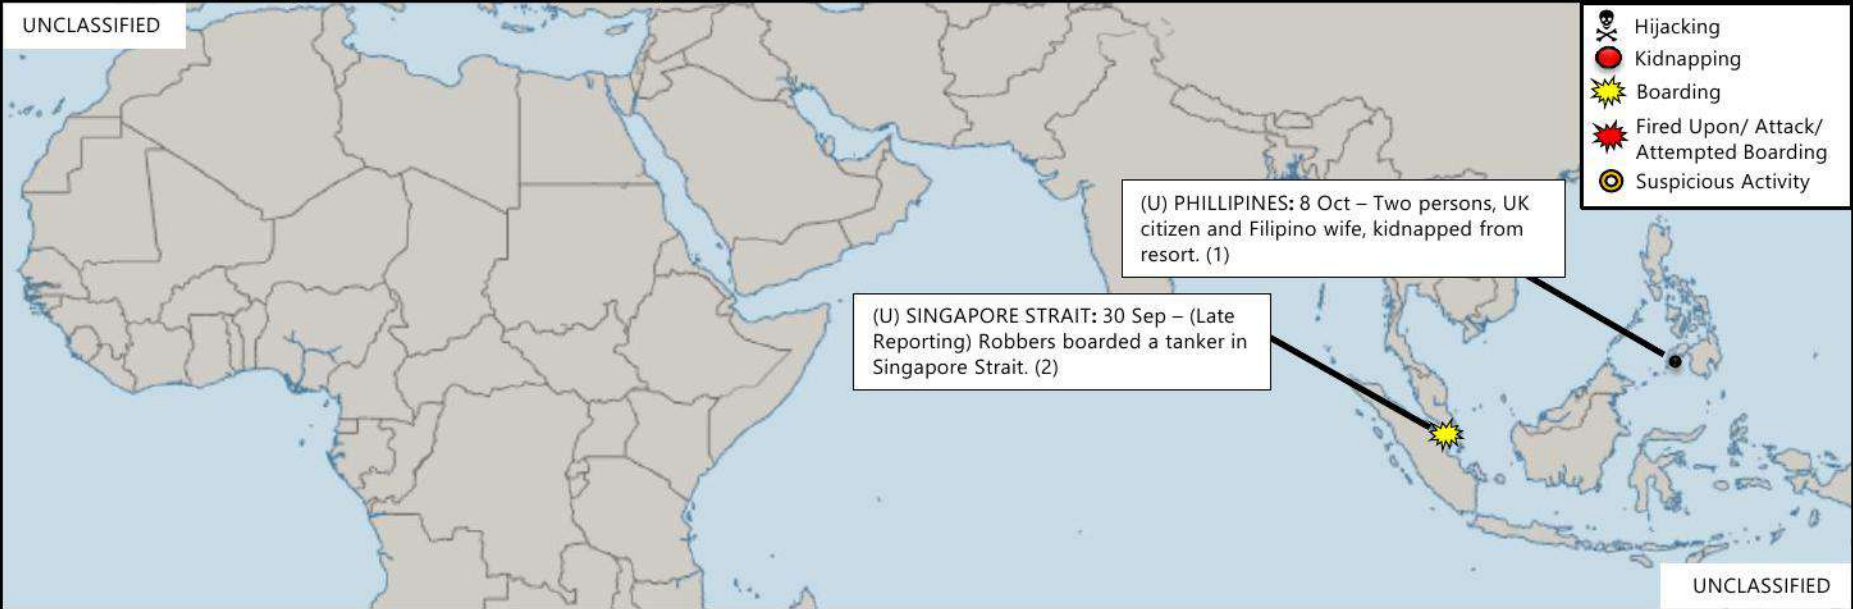 UNCLASSIFIED
Hijacking
Kidnapping
Boarding
Fired Upon/ Attack/
Attempted Boarding
Suspicious Activity
(U) PHILLIPINES: 8 Oct – Two persons, UK
citizen and Filipino wife, kidnapped from
resort. (1)
(U) SINGAPORE STRAIT: 30 Sep – (Late
Reporting) Robbers boarded a tanker in
Singapore Strait. (2)
UNCLASSIFIED